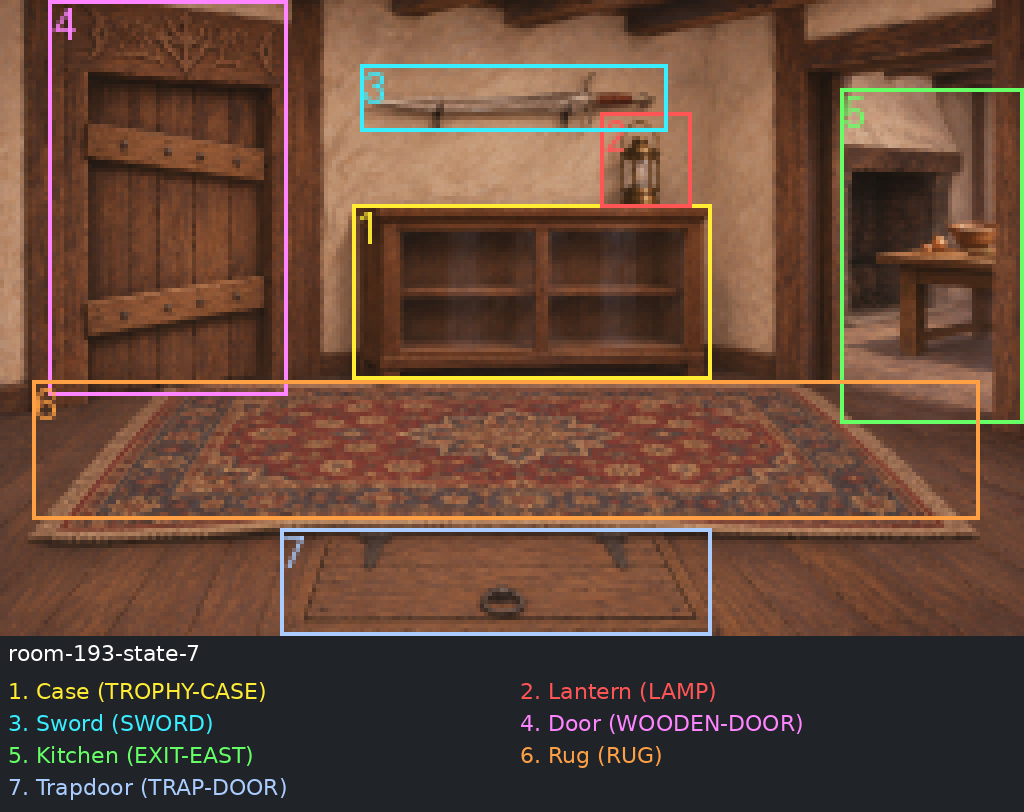 4
3
2
5
1
6
7
room-193-state-7
1. Case (TROPHY-CASE)
2. Lantern (LAMP)
3. Sword (SWORD)
4. Door (WOODEN-DOOR)
5. Kitchen (EXIT-EAST)
6. Rug (RUG)
7. Trapdoor (TRAP-DOOR)